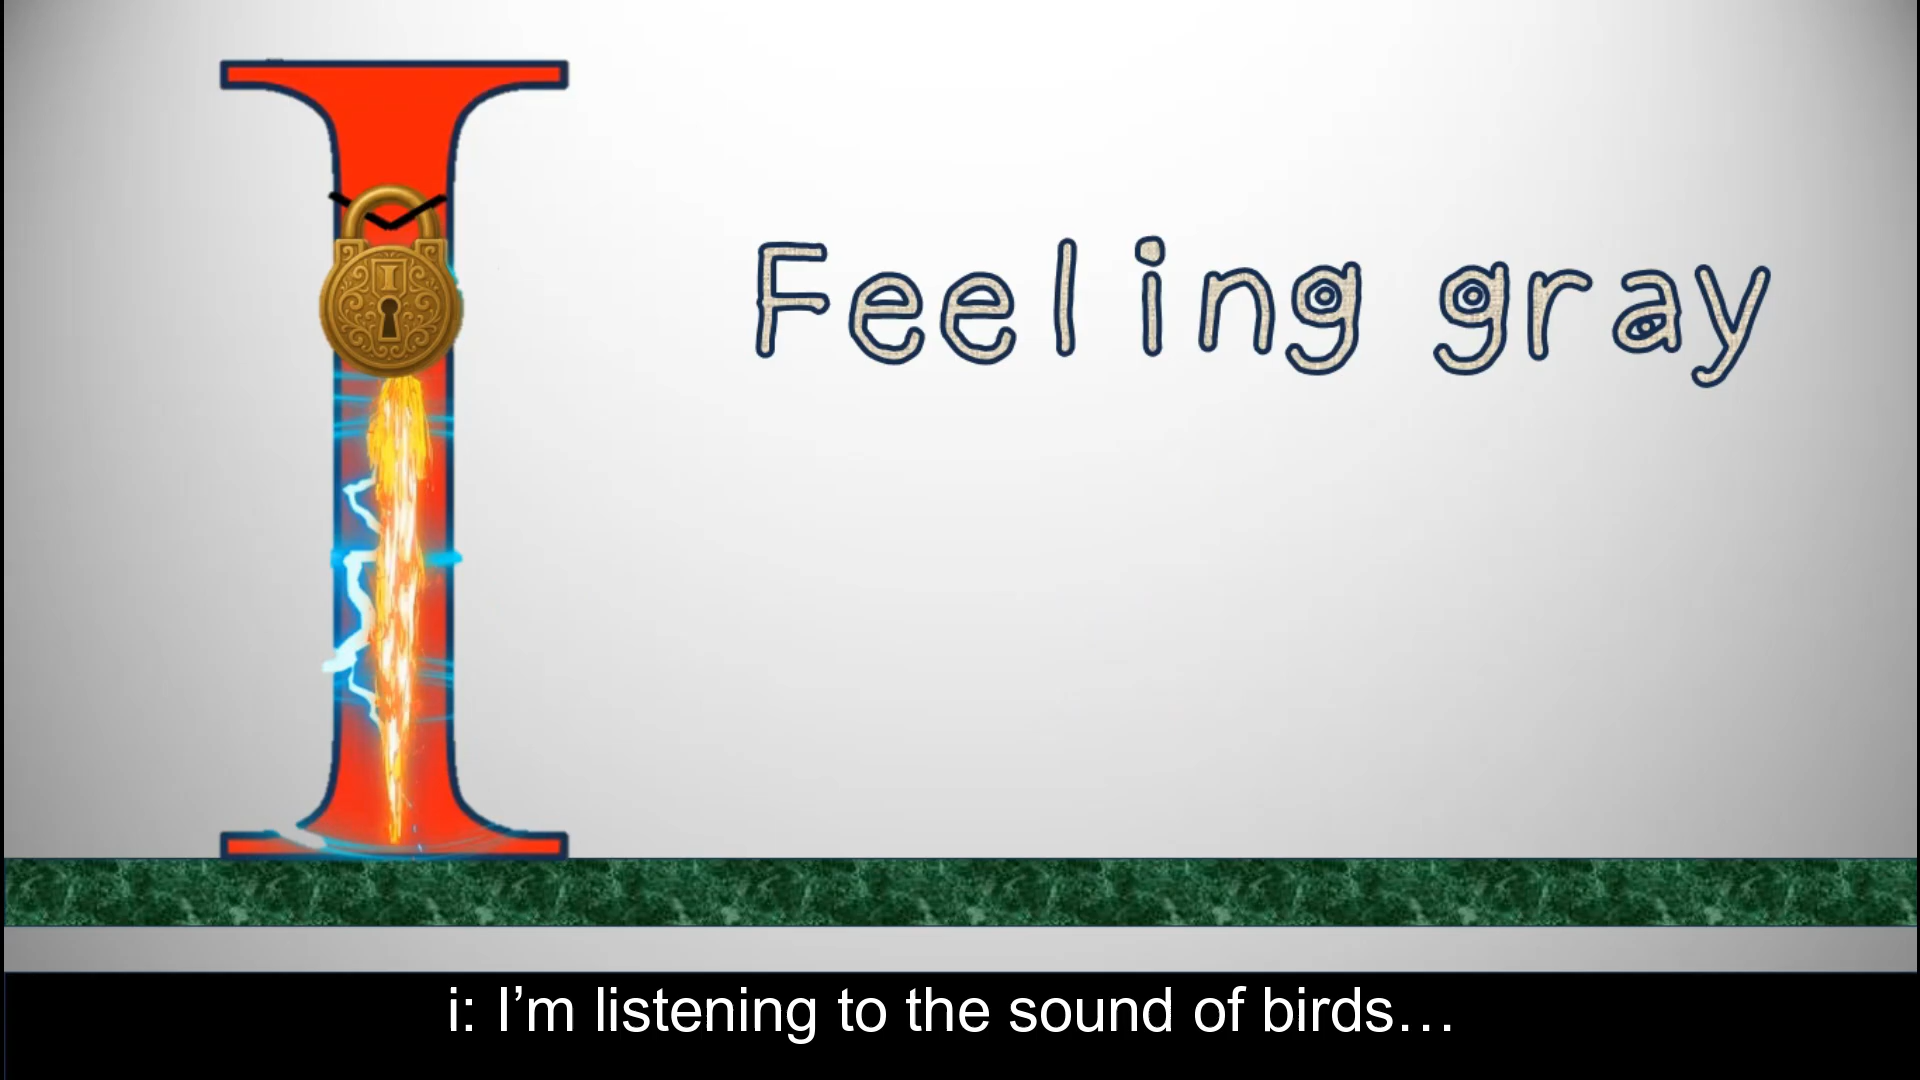 I
I
Feeling gray
i: I’m listening to the sound of birds…